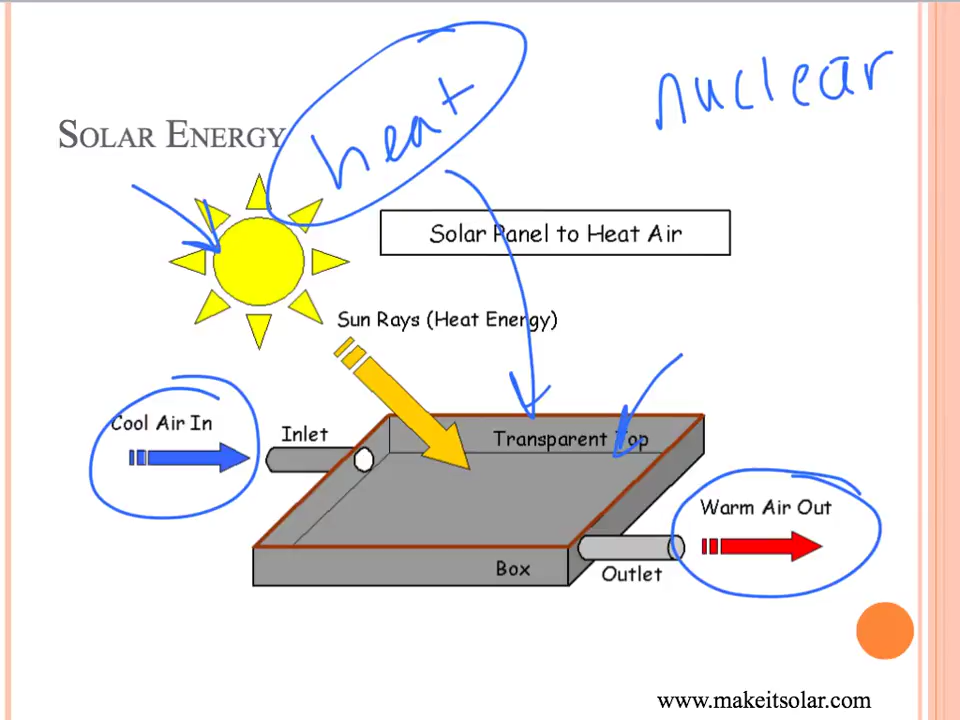 nuclear
heat
SOLAR ENERGY
Solar Panel to Heat Air
Sun Rays (Heat Energy)
Cool Air In
Inlet
Transparent Top
Warm Air Out
Box
Outlet
www.makeitsolar.com